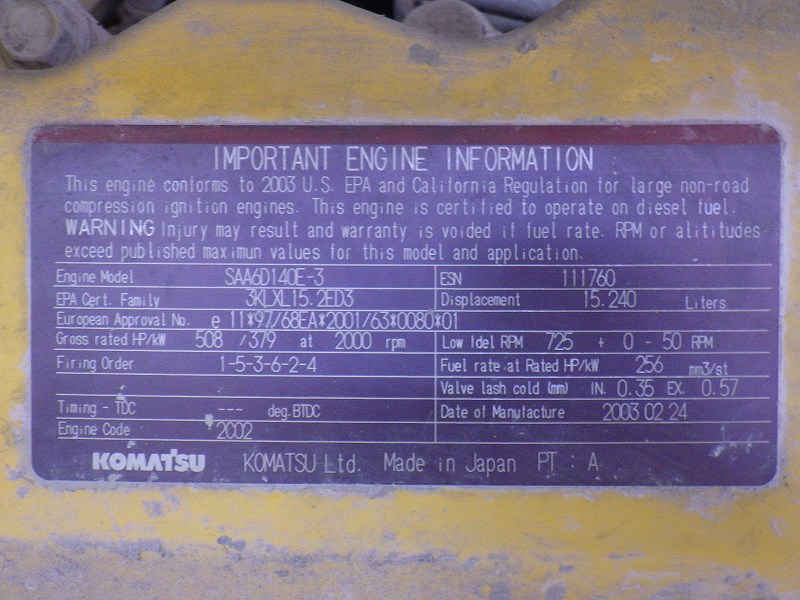 IMPORTANT ENGINE INFORMATION
This engine conforms to 2003 U.S. EPA and California Regulation for large non-road
compression ignition engines. This engine is certified to operate on diesel fuel.
WARNING Injury may result and warranty is voided if fuel rate. RPM or alititudes
exceed published maximun values for this model and application.
Engine Model SAA6D140E-3 ESN 111760
EPA Cert. Family 3KLXL15.2ED3 Displacement 15.240 Liters
European Approval No. e 11*97/68EA*2001/63*0080*01
Gross rated HP/kW 508 /379 at 2000 rpm Low Idel RPM 725 + 0 - 50 RPM
Firing Order 1-5-3-6-2-4 Fuel rate at Rated HP/kW 256 mm3/st
Valve lash cold (mm) IN. 0.35 EX. 0.57
Timing - TDC --- deg.BTDC Date of Manufacture 2003 02 24
Engine Code 2002
KOMATSU KOMATSU Ltd. Made in Japan PT : A